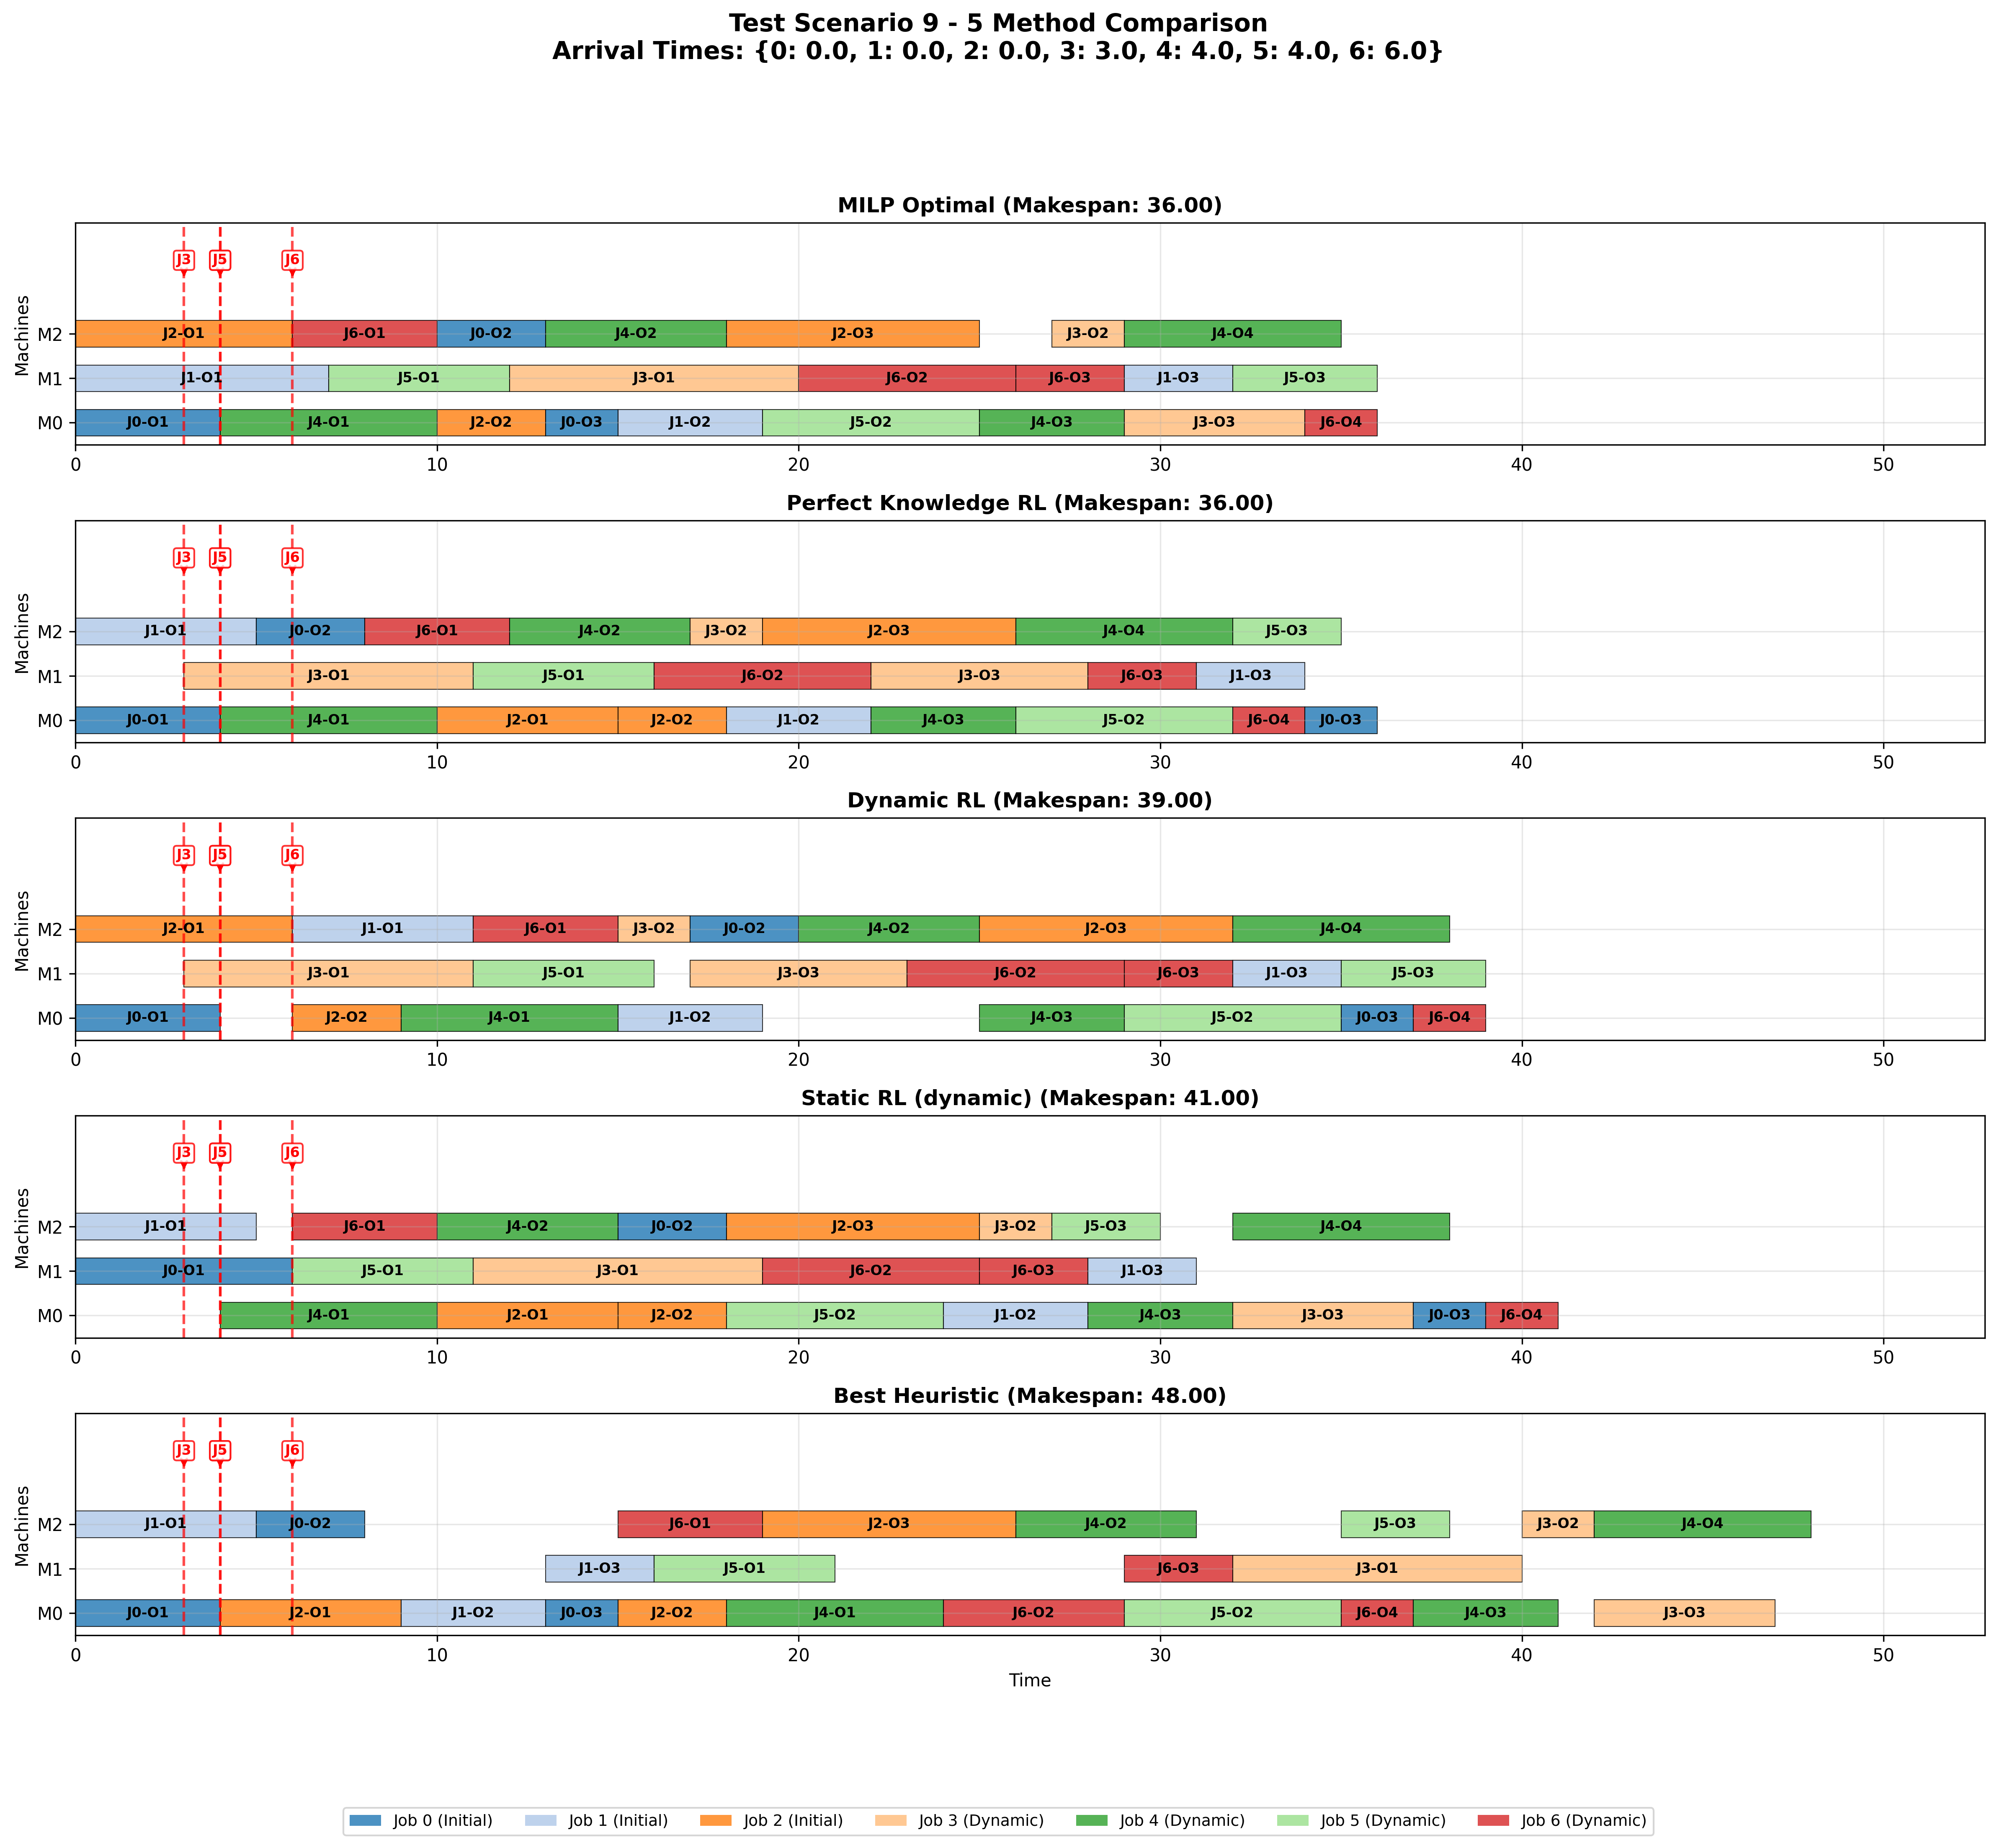 Test Scenario 9 - 5 Method Comparison
Arrival Times: {0: 0.0, 1: 0.0, 2: 0.0, 3: 3.0, 4: 4.0, 5: 4.0, 6: 6.0}
MILP Optimal (Makespan: 36.00)
J3 J5 J6
Machines
M2 J2-O1 J6-O1 J0-O2 J4-O2 J2-O3 J3-O2 J4-O4
M1 J1-O1 J5-O1 J3-O1 J6-O2 J6-O3 J1-O3 J5-O3
M0 J0-O1 J4-O1 J2-O2 J0-O3 J1-O2 J5-O2 J4-O3 J3-O3 J6-O4
0 10 20 30 40 50
Perfect Knowledge RL (Makespan: 36.00)
J3 J5 J6
Machines
M2 J1-O1 J0-O2 J6-O1 J4-O2 J3-O2 J2-O3 J4-O4 J5-O3
M1 J3-O1 J5-O1 J6-O2 J3-O3 J6-O3 J1-O3
M0 J0-O1 J4-O1 J2-O1 J2-O2 J1-O2 J4-O3 J5-O2 J6-O4 J0-O3
0 10 20 30 40 50
Dynamic RL (Makespan: 39.00)
J3 J5 J6
Machines
M2 J2-O1 J1-O1 J6-O1 J3-O2 J0-O2 J4-O2 J2-O3 J4-O4
M1 J3-O1 J5-O1 J3-O3 J6-O2 J6-O3 J1-O3 J5-O3
M0 J0-O1 J2-O2 J4-O1 J1-O2 J4-O3 J5-O2 J0-O3 J6-O4
0 10 20 30 40 50
Static RL (dynamic) (Makespan: 41.00)
J3 J5 J6
Machines
M2 J1-O1 J6-O1 J4-O2 J0-O2 J2-O3 J3-O2 J5-O3 J4-O4
M1 J0-O1 J5-O1 J3-O1 J6-O2 J6-O3 J1-O3
M0 J4-O1 J2-O1 J2-O2 J5-O2 J1-O2 J4-O3 J3-O3 J0-O3 J6-O4
0 10 20 30 40 50
Best Heuristic (Makespan: 48.00)
J3 J5 J6
Machines
M2 J1-O1 J0-O2 J6-O1 J2-O3 J4-O2 J5-O3 J3-O2 J4-O4
M1 J1-O3 J5-O1 J6-O3 J3-O1
M0 J0-O1 J2-O1 J1-O2 J0-O3 J2-O2 J4-O1 J6-O2 J5-O2 J6-O4 J4-O3 J3-O3
0 10 20 30 40 50
Time
Job 0 (Initial) Job 1 (Initial) Job 2 (Initial) Job 3 (Dynamic) Job 4 (Dynamic) Job 5 (Dynamic) Job 6 (Dynamic)